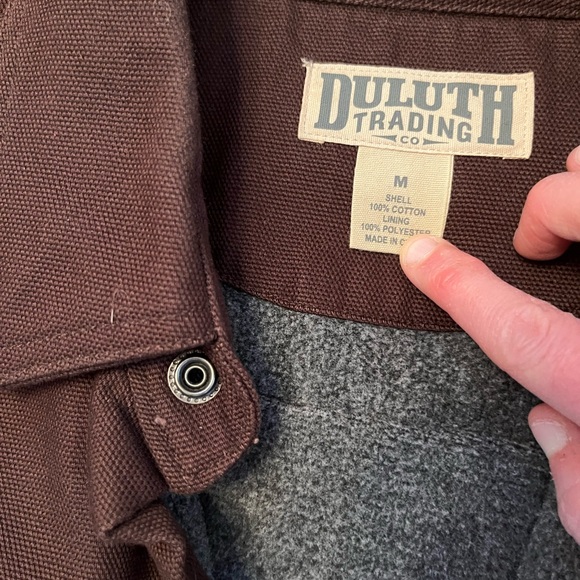 DULUTH
TRADING
CO
M
SHELL
100% COTTON
LINING
100% POLYESTER
MADE IN